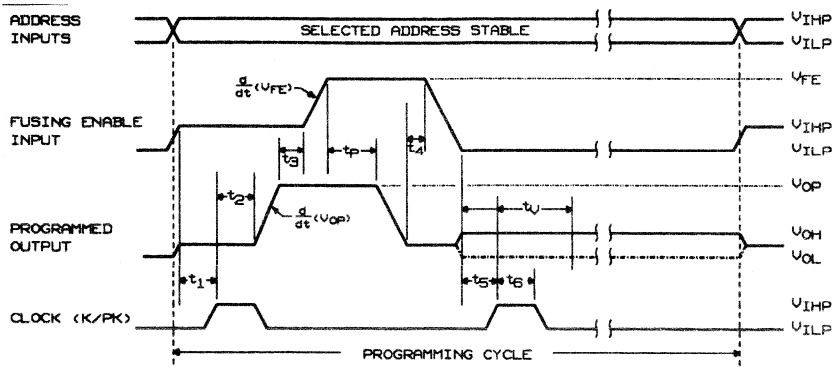 ADDRESS
INPUTS
SELECTED ADDRESS STABLE
VIHP
VILP
d/dt (VFE)
VFE
FUSING ENABLE
INPUT
VIHP
VILP
t3
tP
t4
t2
VOP
d/dt (VOP)
tV
PROGRAMMED
OUTPUT
VOH
VOL
t1
t5
t6
CLOCK (K/PK)
VIHP
VILP
PROGRAMMING CYCLE